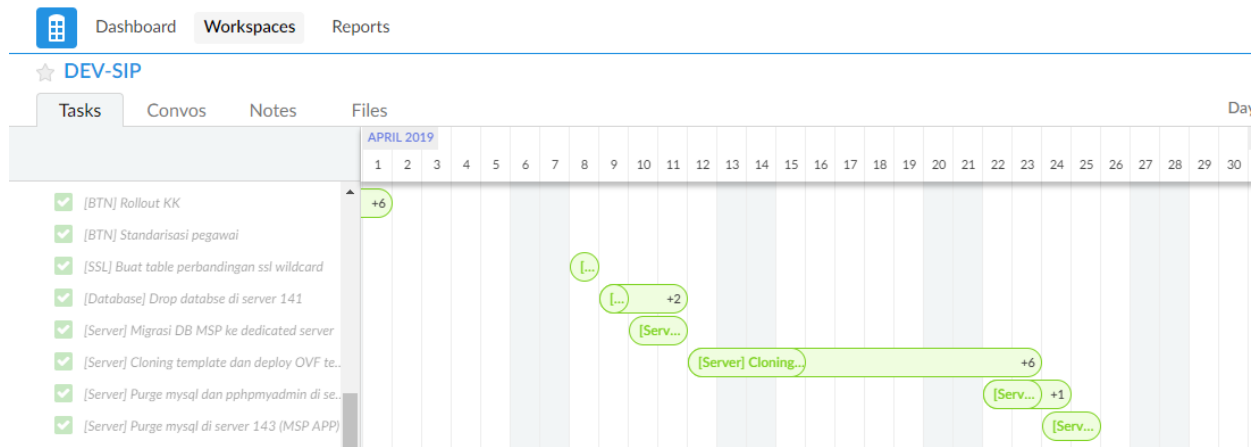 Dashboard Workspaces Reports
DEV-SIP
Tasks Convos Notes Files Day
APRIL 2019
1 2 3 4 5 6 7 8 9 10 11 12 13 14 15 16 17 18 19 20 21 22 23 24 25 26 27 28 29 30
[BTN] Rollout KK +6
[BTN] Standarisasi pegawai
[SSL] Buat table perbandingan ssl wildcard [...
[Database] Drop databse di server 141 [...) +2
[Server] Migrasi DB MSP ke dedicated server [Serv...
[Server] Cloning template dan deploy OVF te... [Server] Cloning... +6
[Server] Purge mysql dan pphpmyadmin di se... [Serv... +1
[Server] Purge mysql di server 143 (MSP APP) [Serv...